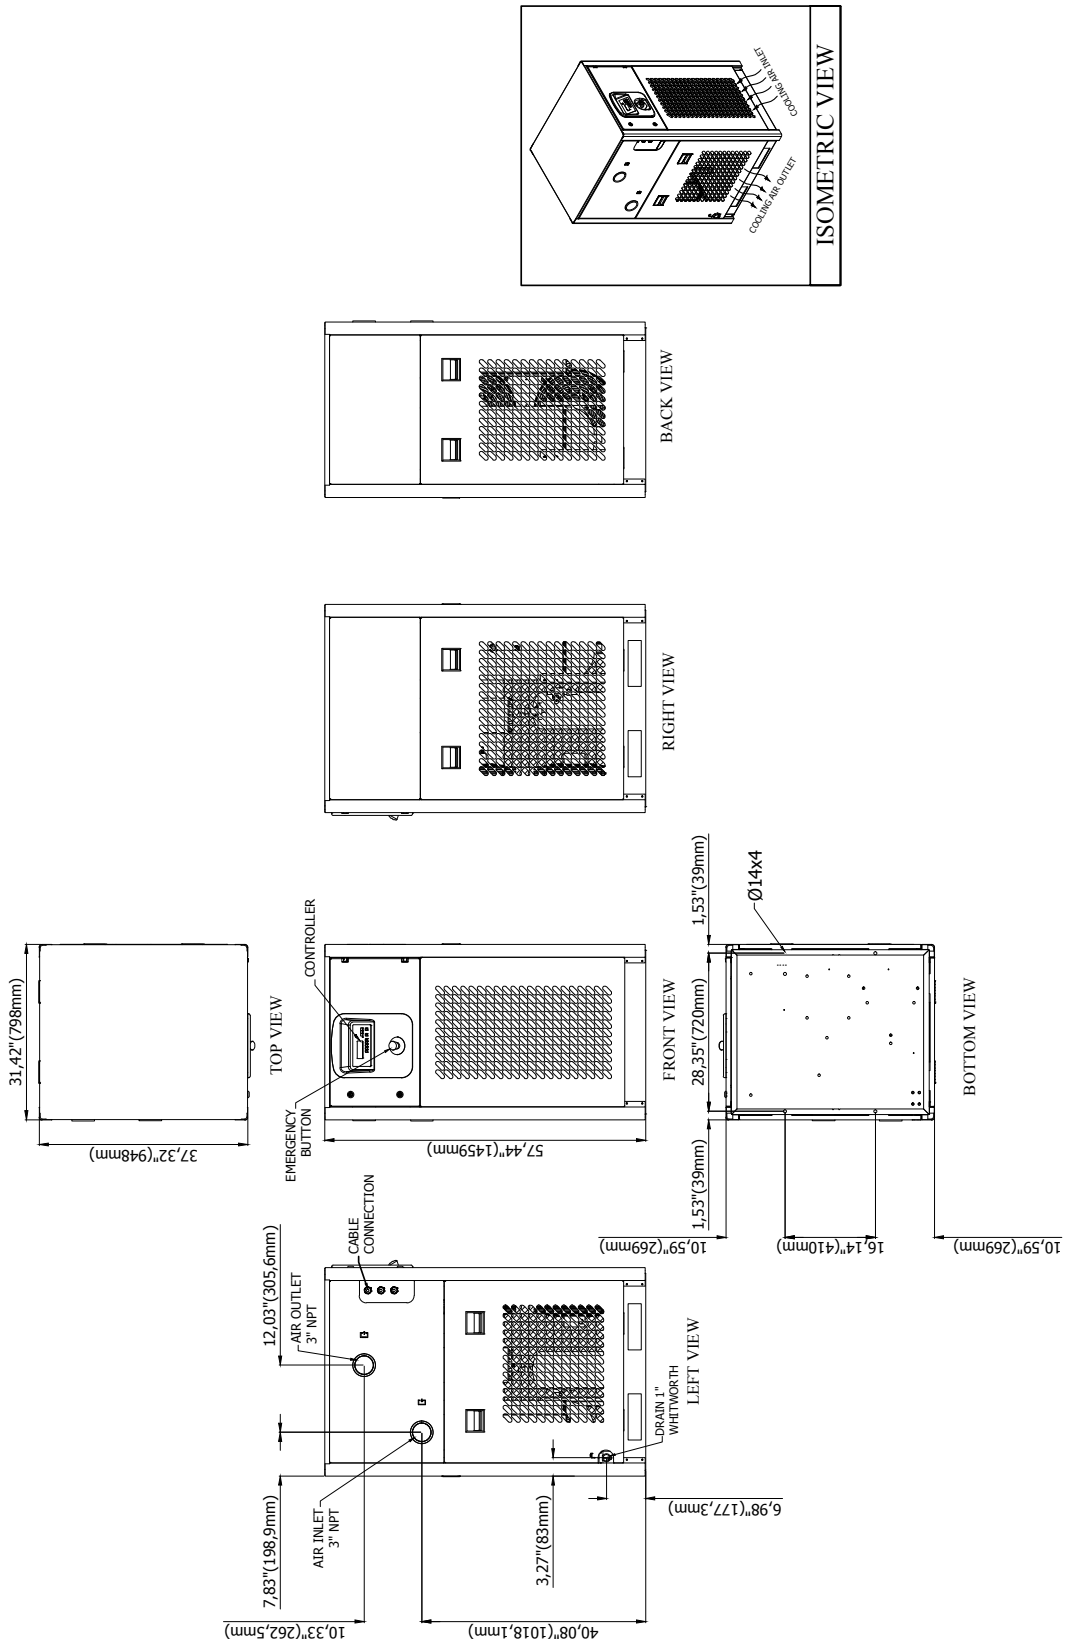 ISOMETRIC VIEW
COOLING AIR INLET
COOLING AIR OUTLET
BACK VIEW
RIGHT VIEW
31,42"(798mm)
37,32"(948mm)
TOP VIEW
CONTROLLER
EMERGENCY
BUTTON
57,44"(1459mm)
FRONT VIEW
1,53"(39mm)
28,35"(720mm)
1,53"(39mm)
Ø14x4
10,59"(269mm)
16,14"(410mm)
10,59"(269mm)
BOTTOM VIEW
12,03"(305,6mm)
7,83"(198,9mm)
AIR OUTLET
3" NPT
CABLE
CONNECTION
AIR INLET
3" NPT
10,33"(262,5mm)
40,08"(1018,1mm)
3,27"(83mm)
6,98"(177,3mm)
DRAIN 1"
WHITWORTH
LEFT VIEW